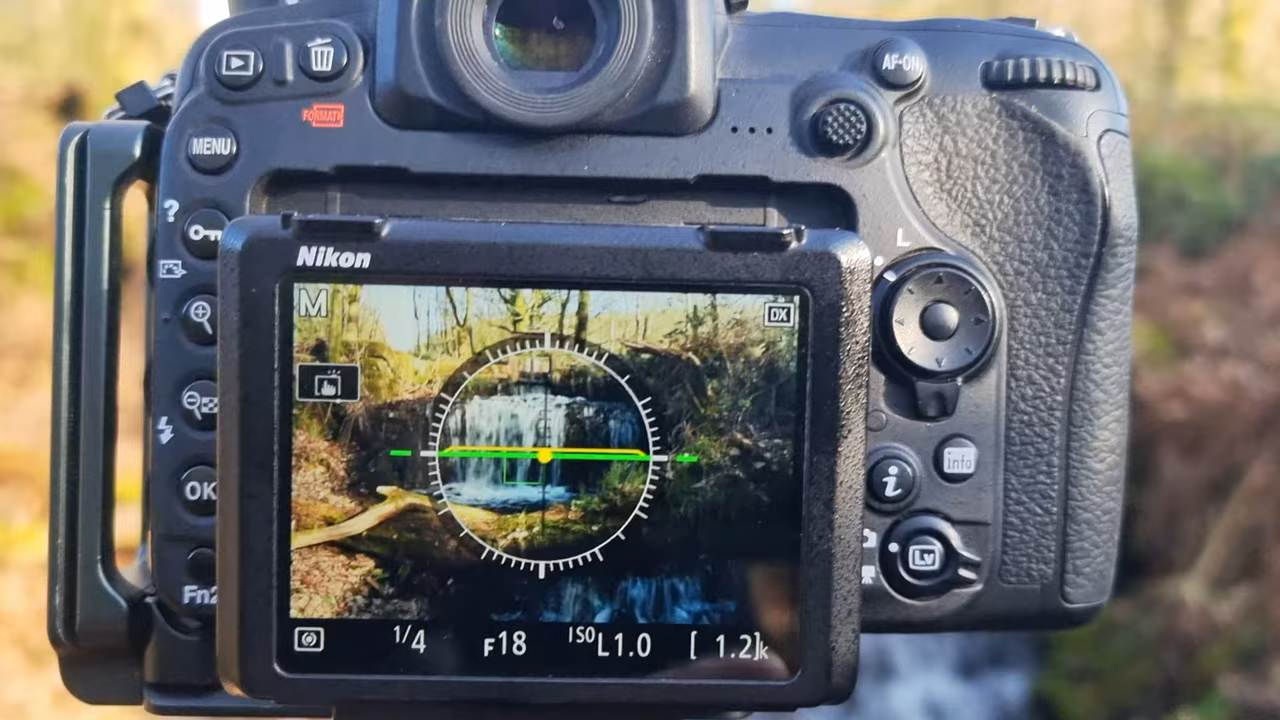 AF-ON
FORMAT
MENU
?
L
Nikon
M
DX
OK
i
info
Lv
Fn2
1/4 F18 ISO L1.0 [ 1.2]k